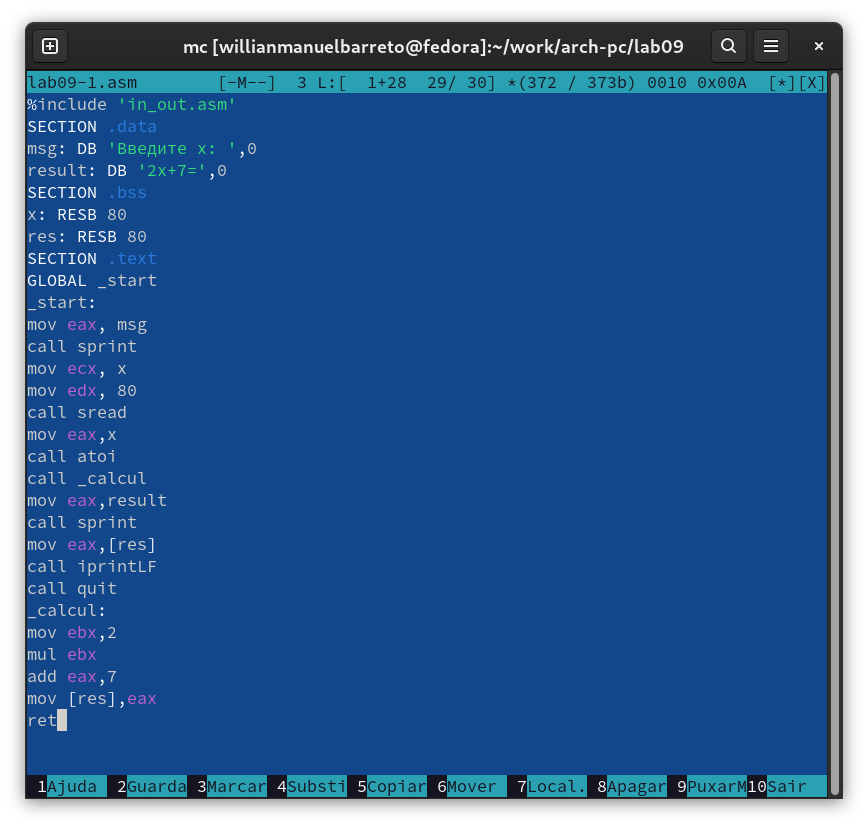 mc [willianmanuelbarreto@fedora]:~/work/arch-pc/lab09
lab09-1.asm        [-M--]  3 L:[  1+28  29/ 30] *(372 / 373b) 0010 0x00A  [*][X]
%include 'in_out.asm'
SECTION .data
msg: DB 'Введите x: ',0
result: DB '2x+7=',0
SECTION .bss
x: RESB 80
res: RESB 80
SECTION .text
GLOBAL _start
_start:
mov eax, msg
call sprint
mov ecx, x
mov edx, 80
call sread
mov eax,x
call atoi
call _calcul
mov eax,result
call sprint
mov eax,[res]
call iprintLF
call quit
_calcul:
mov ebx,2
mul ebx
add eax,7
mov [res],eax
ret
1Ajuda 2Guarda 3Marcar 4Substi 5Copiar 6Mover 7Local. 8Apagar 9PuxarM 10Sair